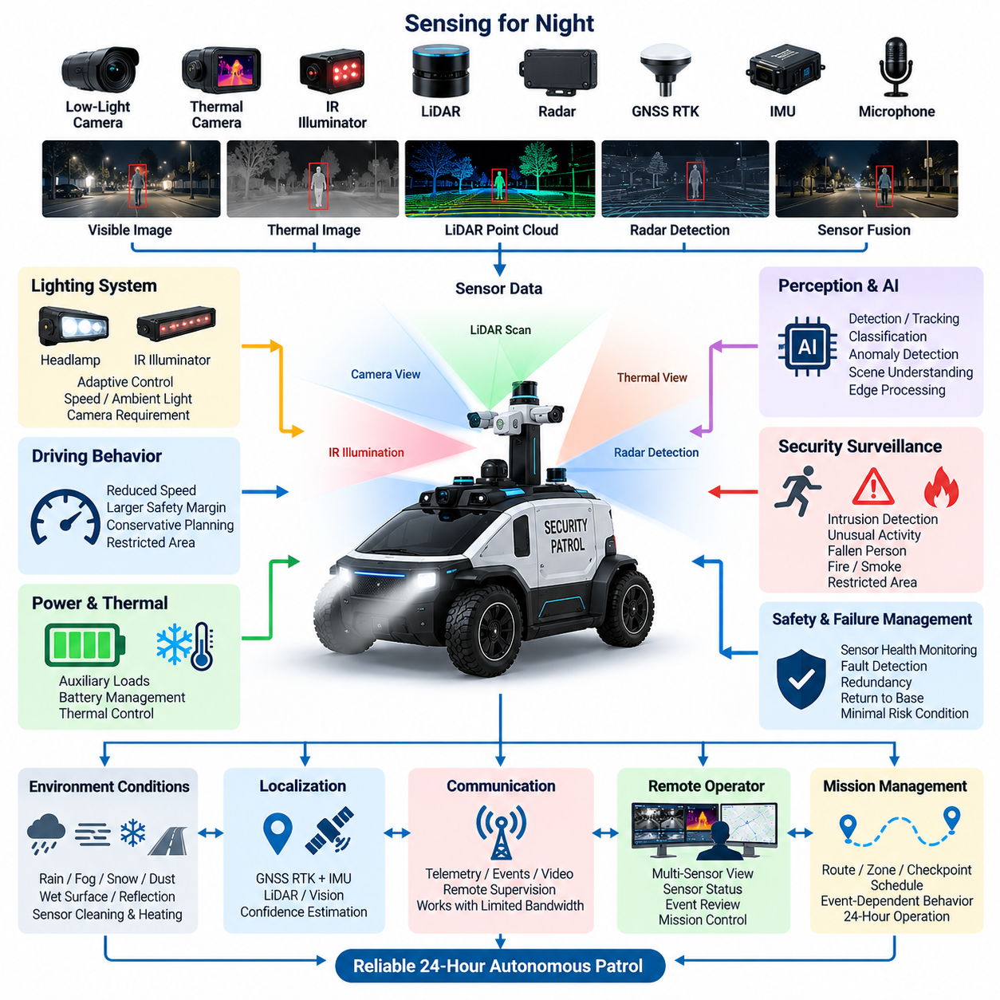 Sensing for Night
Low-Light
Camera
Thermal
Camera
IR
Illuminator
LiDAR
Radar
GNSS RTK
IMU
Microphone
Visible Image
Thermal Image
LiDAR Point Cloud
Radar Detection
Sensor Fusion
Sensor Data
Lighting System
Headlamp
IR Illuminator
Adaptive Control
Speed / Ambient Light
Camera Requirement
Driving Behavior
Reduced Speed
Larger Safety Margin
Conservative Planning
Restricted Area
Power & Thermal
Auxiliary Loads
Battery Management
Thermal Control
LiDAR Scan
Camera View
Thermal View
IR Illumination
Radar Detection
SECURITY
PATROL
Perception & AI
AI
Detection / Tracking
Classification
Anomaly Detection
Scene Understanding
Edge Processing
Security Surveillance
Intrusion Detection
Unusual Activity
Fallen Person
Fire / Smoke
Restricted Area
Safety & Failure Management
Sensor Health Monitoring
Fault Detection
Redundancy
Return to Base
Minimal Risk Condition
Environment Conditions
Rain / Fog / Snow / Dust
Wet Surface / Reflection
Sensor Cleaning & Heating
Localization
GNSS RTK + IMU
LiDAR / Vision
Confidence Estimation
Communication
Telemetry / Events / Video
Remote Supervision
Works with Limited Bandwidth
Remote Operator
Multi-Sensor View
Sensor Status
Event Review
Mission Control
Mission Management
Route / Zone / Checkpoint
Schedule
Event-Dependent Behavior
24-Hour Operation
Reliable 24-Hour Autonomous Patrol